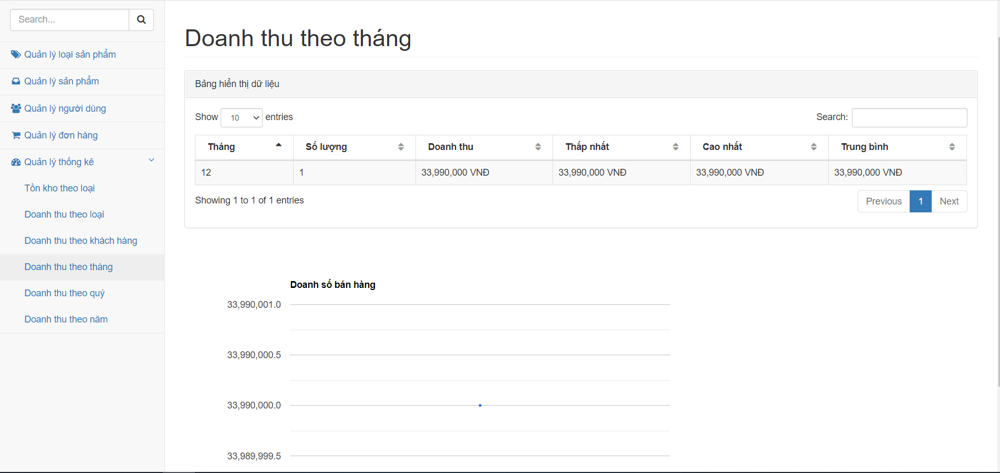 Search...
Quản lý loại sản phẩm
Quản lý sản phẩm
Quản lý người dùng
Quản lý đơn hàng
Quản lý thống kê
Tồn kho theo loại
Doanh thu theo loại
Doanh thu theo khách hàng
Doanh thu theo tháng
Doanh thu theo quý
Doanh thu theo năm
Doanh thu theo tháng
Bảng hiển thị dữ liệu
Show 10 entries Search:
Tháng Số lượng Doanh thu Thấp nhất Cao nhất Trung bình
12 1 33,990,000 VNĐ 33,990,000 VNĐ 33,990,000 VNĐ 33,990,000 VNĐ
Showing 1 to 1 of 1 entries Previous 1 Next
Doanh số bán hàng
33,990,001.0
33,990,000.5
33,990,000.0
33,989,999.5